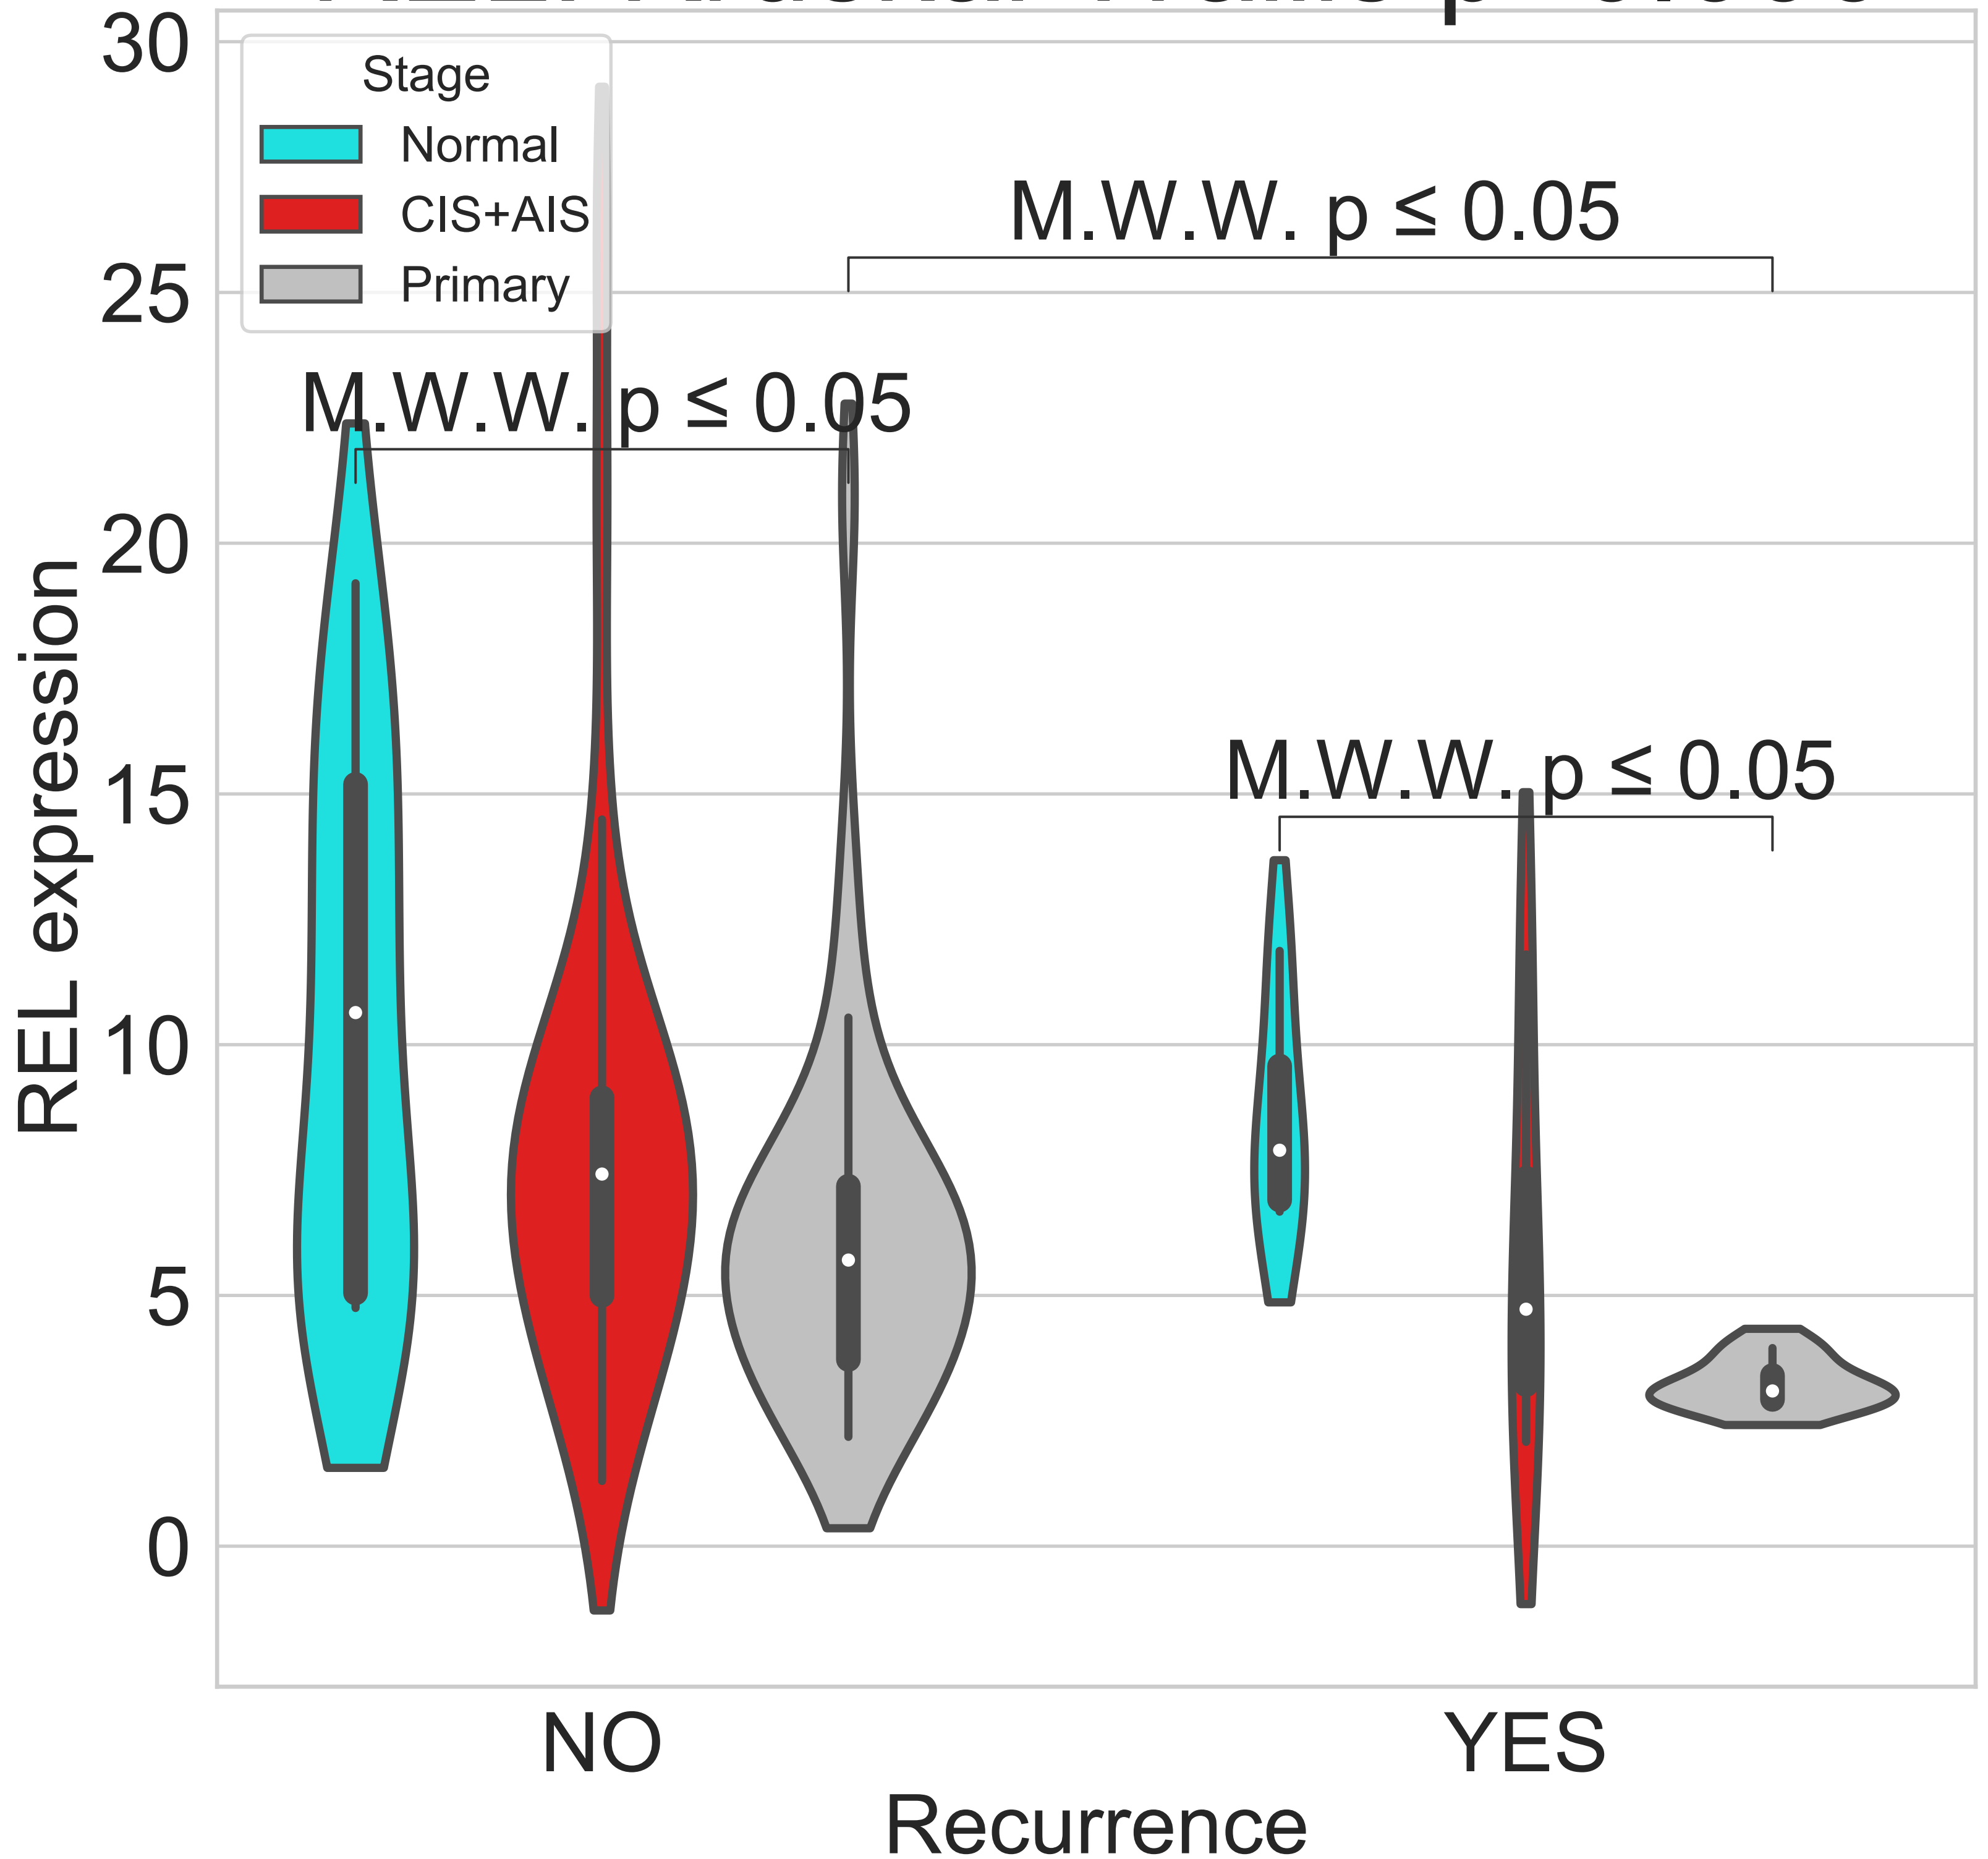 30
25
20
15
10
5
0
REL expression
Stage
Normal
CIS+AIS
Primary
M.W.W. p ≤ 0.05
M.W.W. p ≤ 0.05
M.W.W. p ≤ 0.05
NO
YES
Recurrence